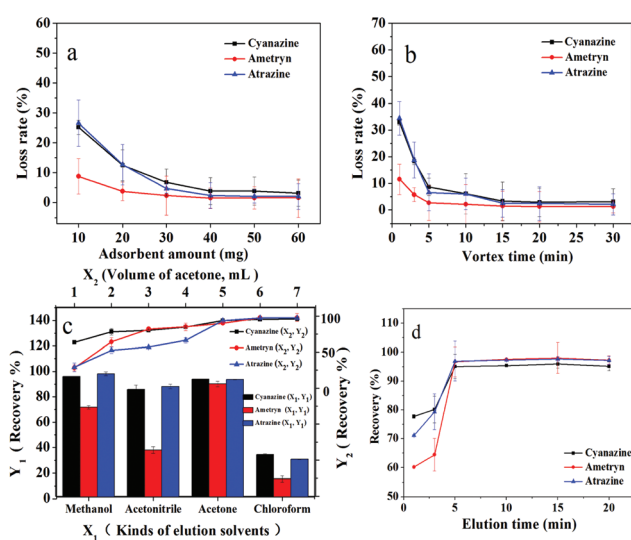 a
Cyanazine
Ametryn
Atrazine
Loss rate (%)
60
50
40
30
20
10
0
10 20 30 40 50 60
Adsorbent amount (mg)
b
Cyanazine
Ametryn
Atrazine
Loss rate (%)
70
60
50
40
30
20
10
0
0 5 10 15 20 25 30
Vortex time (min)
X2 (Volume of acetone, mL)
1 2 3 4 5 6 7
c
Cyanazine (X2, Y2)
Ametryn (X2, Y2)
Atrazine (X2, Y2)
Cyanazine (X1, Y1)
Ametryn (X1, Y1)
Atrazine (X1, Y1)
Y1 ( Recovery %)
140
120
100
80
60
40
20
0
100
50
0
Y2 ( Recovery % )
Methanol Acetonitrile Acetone Chloroform
X1 ( Kinds of elution solvents )
d
Cyanazine
Ametryn
Atrazine
Recovery (%)
110
100
90
80
70
60
50
0 5 10 15 20
Elution time (min)